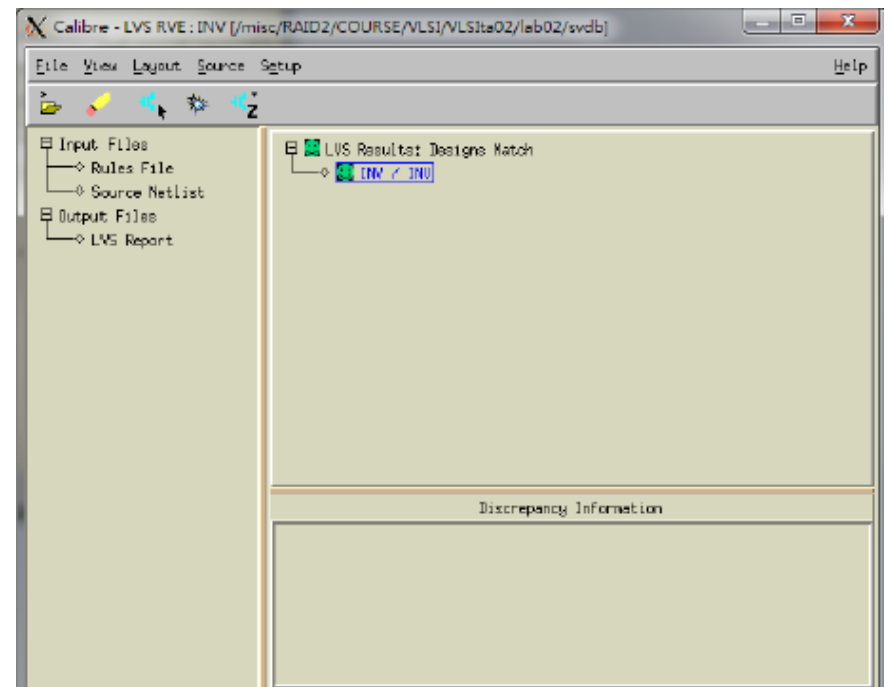 Calibre - LVS RVE : INV [/misc/RAID2/COURSE/VLSI/VLSIta02/lab02/svdb]
File View Layout Source Setup Help
Input Files
Rules File
Source Netlist
Output Files
LVS Report
LVS Results: Designs Match
INV / INV
Discrepancy Information